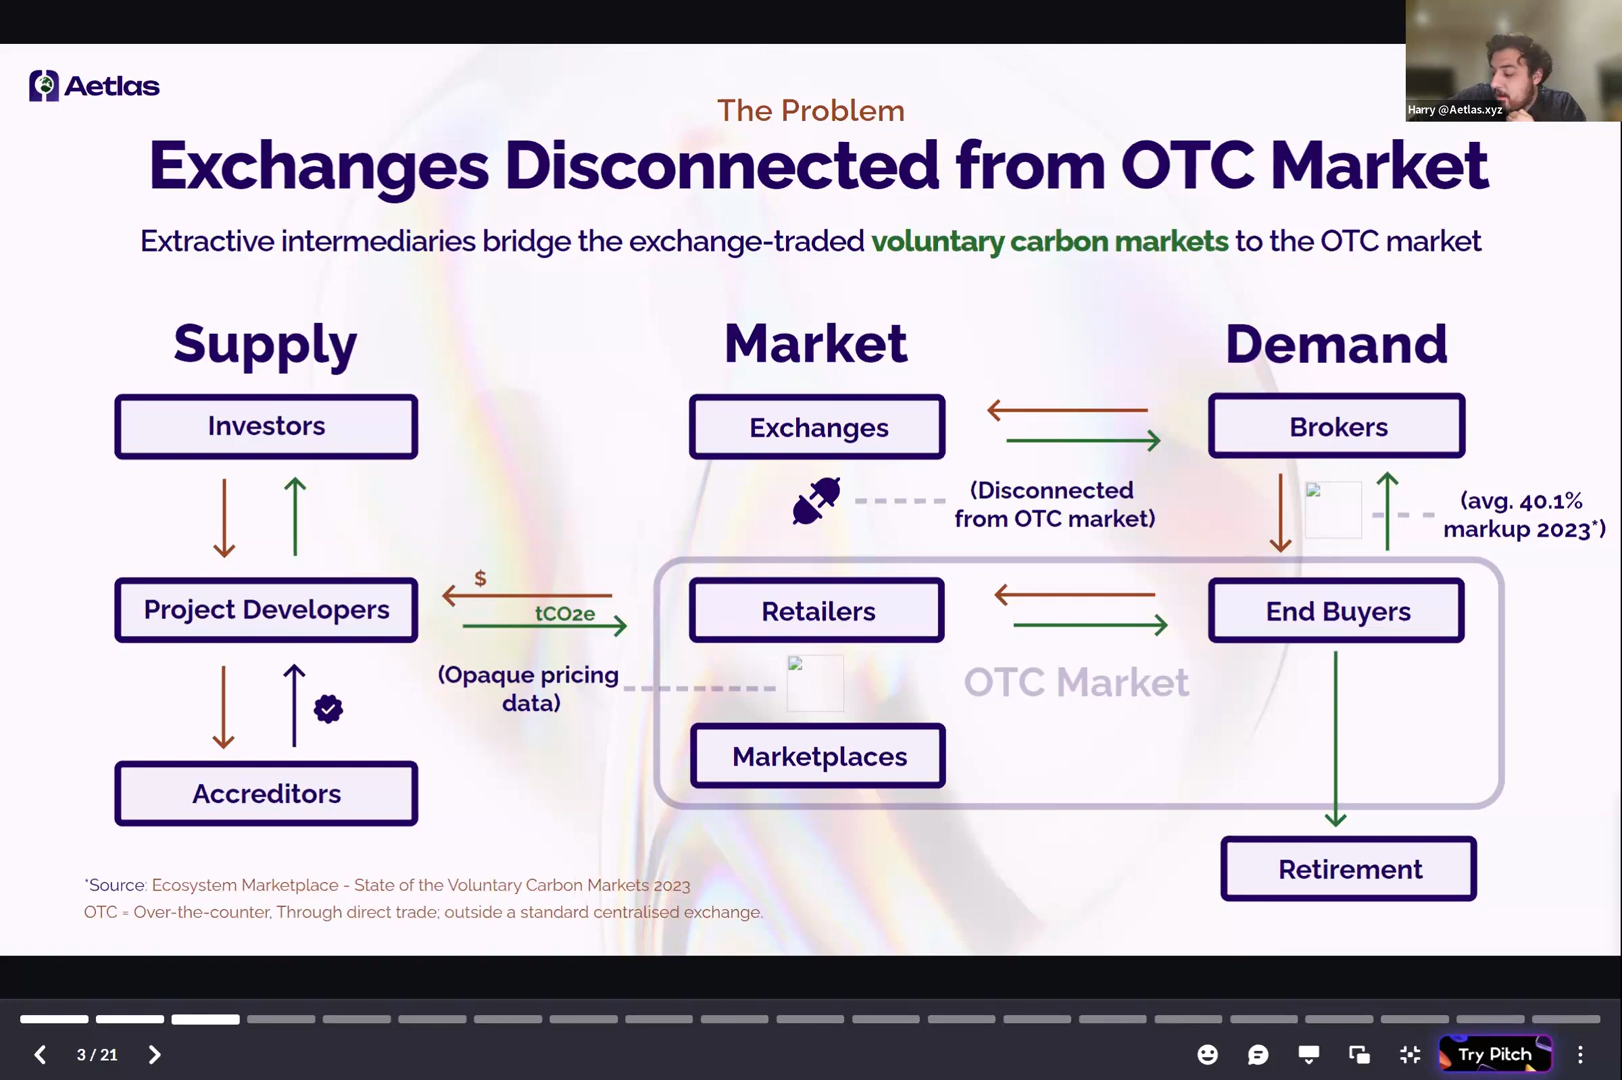 Aetlas
Harry @Aetlas.xyz
The Problem
Exchanges Disconnected from OTC Market
Extractive intermediaries bridge the exchange-traded voluntary carbon markets to the OTC market
Supply
Market
Demand
Investors
Exchanges
Brokers
(Disconnected
from OTC market)
(avg. 40.1%
markup 2023*)
Project Developers
$
tCO2e
Retailers
End Buyers
(Opaque pricing
data)
OTC Market
Marketplaces
Accreditors
Retirement
*Source: Ecosystem Marketplace - State of the Voluntary Carbon Markets 2023
OTC = Over-the-counter, Through direct trade; outside a standard centralised exchange.
3 / 21
Try Pitch